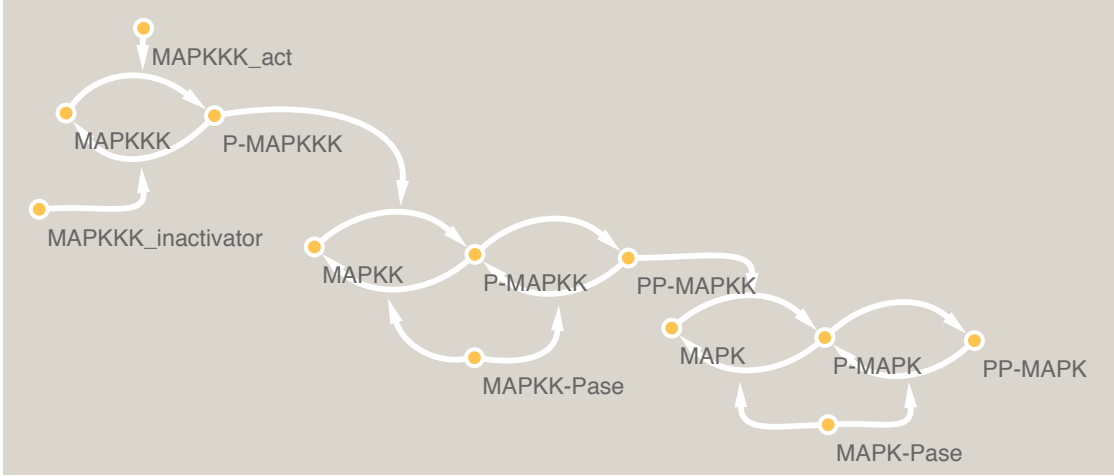 MAPKKK_act
MAPKKK
P-MAPKKK
MAPKKK_inactivator
MAPKK
P-MAPKK
PP-MAPKK
MAPK
P-MAPK
PP-MAPK
MAPKK-Pase
MAPK-Pase